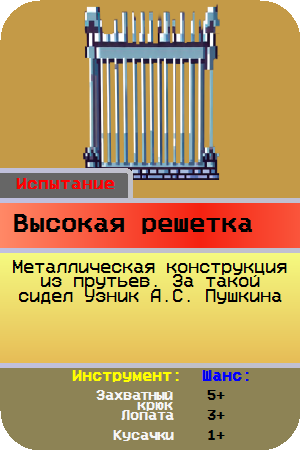 Испытание
Высокая решетка
Металлическая конструкция
из прутьев. За такой
сидел Узник А.С. Пушкина
Инструмент: Шанс:
Захватный крюк 5+
Лопата 3+
Кусачки 1+